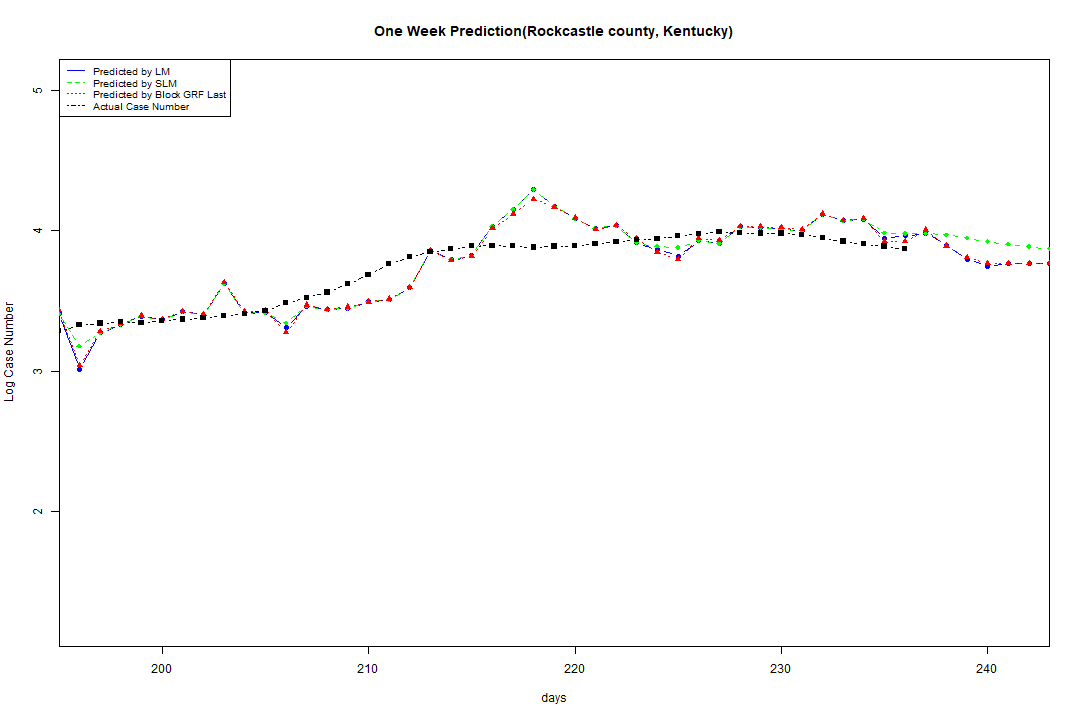 One Week Prediction(Rockcastle county, Kentucky)
Predicted by LM
Predicted by SLM
Predicted by Block GRF Last
Actual Case Number
5
4
3
2
Log Case Number
200 210 220 230 240
days